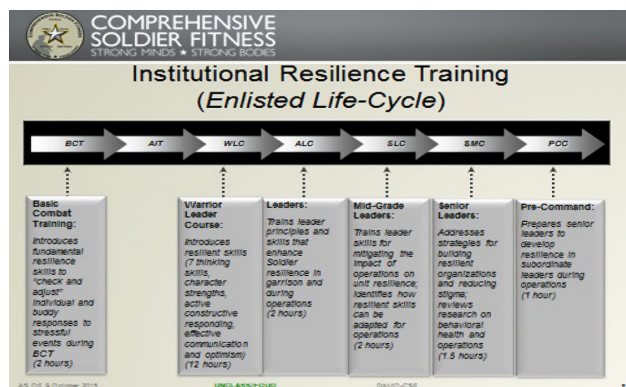 COMPREHENSIVE
SOLDIER FITNESS
STRONG MINDS ★ STRONG BODIES
Institutional Resilience Training
(Enlisted Life-Cycle)
BCT AIT WLC ALC SLC SMC PCC
Basic
Combat
Training:
Introduces
fundamental
resilience
skills to
"check and
adjust"
individual and
buddy
responses to
stressful
events during
BCT
(2 hours)
Warrior
Leader
Course:
Introduces
resilient skills
(7 thinking
skills,
character
strengths,
active
constructive
responding,
effective
communication
and optimism)
(12 hours)
Leaders:
Trains leader
principles and
skills that
enhance
Soldier
resilience in
garrison and
during
operations
(2 hours)
Mid-Grade
Leaders:
Trains leader
skills for
mitigating the
impact of
operations on
unit resilience;
identifies how
resilient skills
can be
adapted for
operations
(2 hours)
Senior
Leaders:
Addresses
strategies for
building
resilient
organizations
and reducing
stigma;
reviews
research on
behavioral
health and
operations
(1.5 hours)
Pre-Command:
Prepares senior
leaders to
develop
resilience in
subordinate
leaders during
operations
(1 hour)
AS OF 9 October